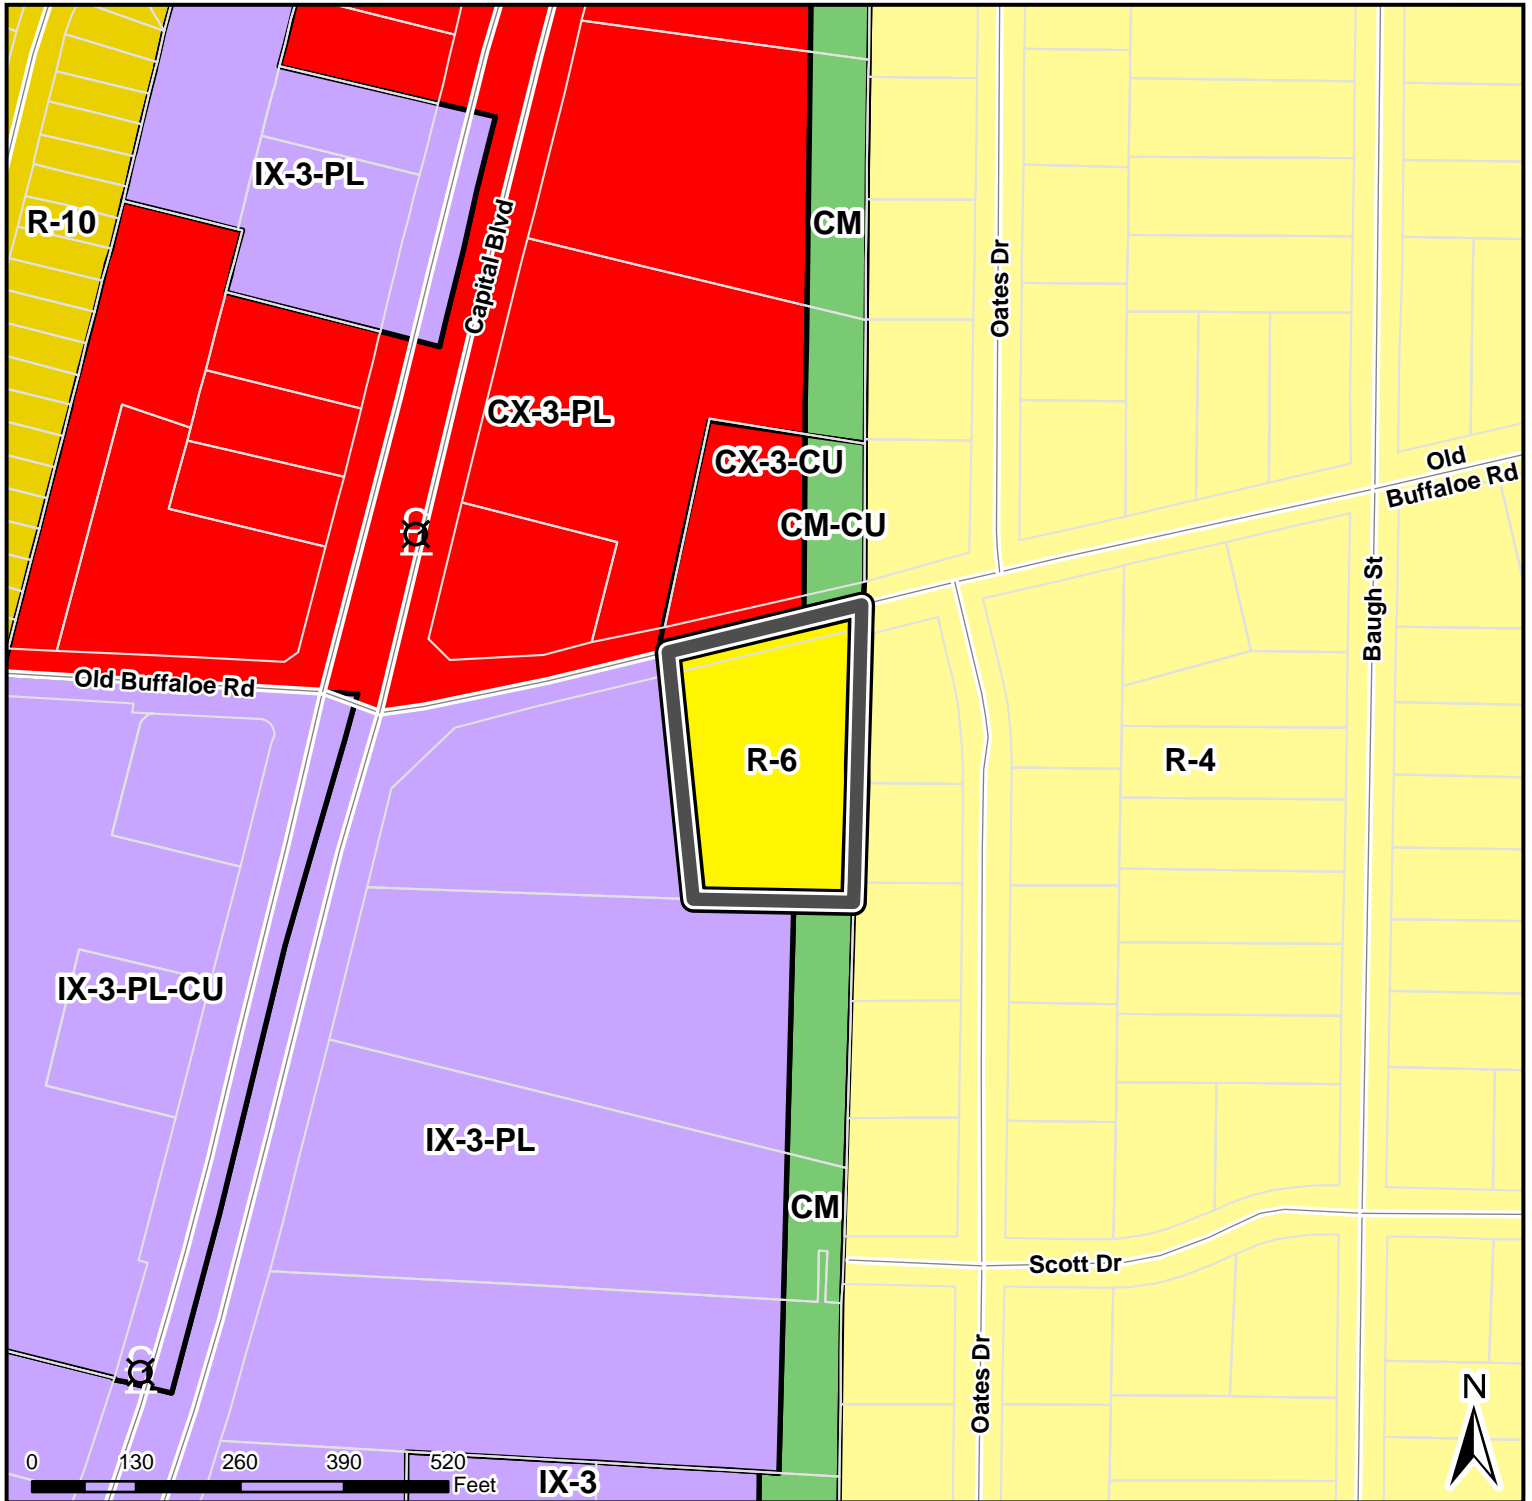 IX-3-PL
R-10
CM
Capital Blvd
Oates Dr
CX-3-PL
CX-3-CU
CM-CU
Old
Buffaloe Rd
Baugh St
Old Buffaloe Rd
R-6
R-4
IX-3-PL-CU
IX-3-PL
CM
Scott Dr
Oates Dr
N
0 130 260 390 520
Feet
IX-3